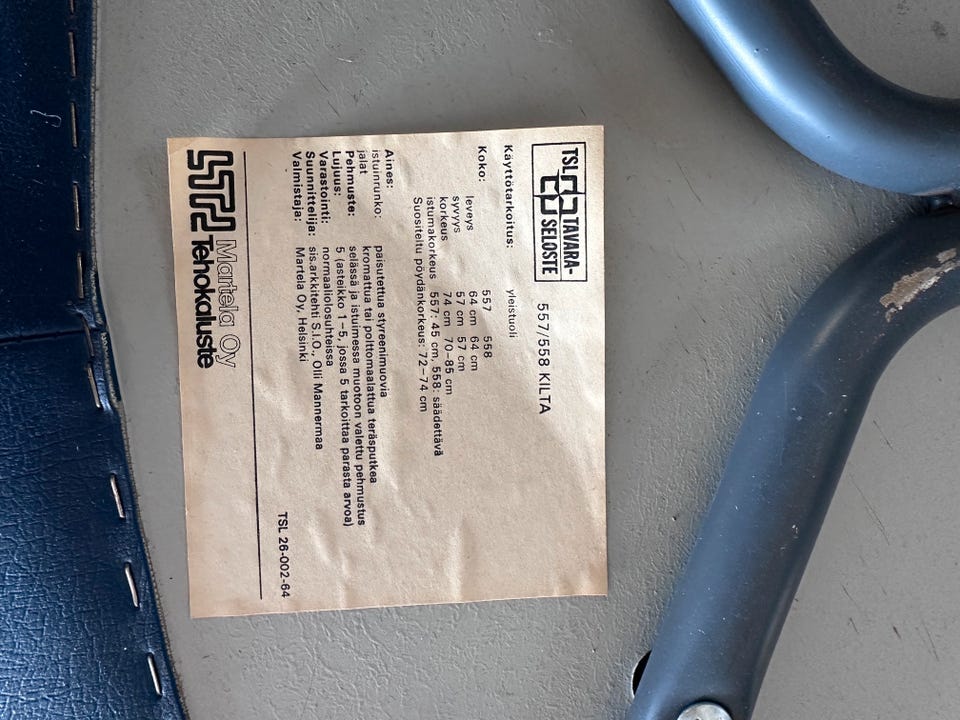 TSL TAVARA-
SELOSTE
557/558 KILTA
Käyttötarkoitus: yleistuoli
Koko: 557 558
leveys 64 cm 64 cm
syvyys 57 cm 57 cm
korkeus 74 cm 70-85 cm
istumakorkeus 557: 45 cm, 558: säädettävä
Suositeltu pöydänkorkeus: 72–74 cm
Aines:
istuinrunko: paisutettua styreenimuovia
jalat kromattua tai polttomaalattua teräsputkea
Pehmuste: selässä ja istuimessa muotoon valettu pehmustus
Lujuus: 5 (asteikko 1–5, jossa 5 tarkoittaa parasta arvoa)
Varastointi: normaaliolosuhteissa
Suunnittelija: sis.arkkitehti S.I.O., Olli Mannermaa
Valmistaja: Martela Oy, Helsinki
TSL 26-002-64
Martela Oy
Tehokaluste